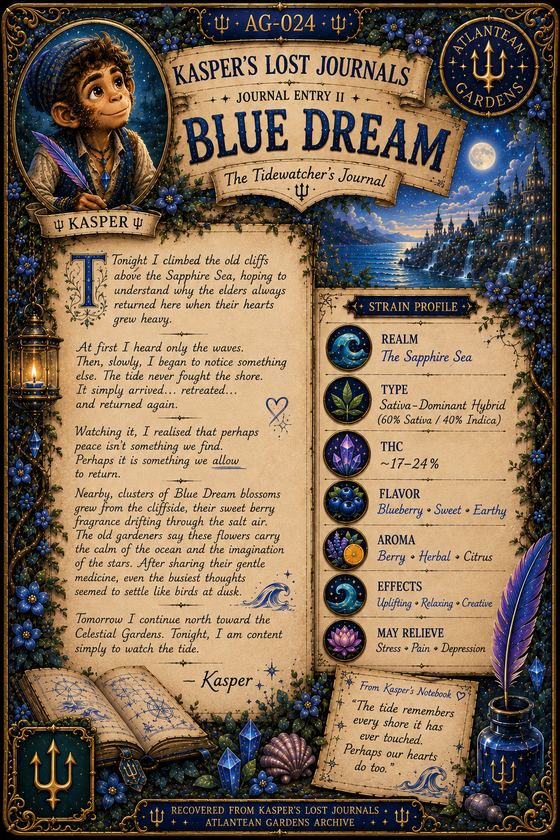 AG-024
ATLANTEAN
GARDENS
KASPER'S LOST JOURNALS
JOURNAL ENTRY II
BLUE DREAM
The Tidewatcher's Journal
KASPER
Tonight I climbed the old cliffs
above the Sapphire Sea, hoping to
understand why the elders always
returned here when their hearts
grew heavy.
At first I heard only the waves.
Then, slowly, I began to notice something
else. The tide never fought the shore.
It simply arrived... retreated...
and returned again.
Watching it, I realised that perhaps
peace isn't something we find.
Perhaps it is something we allow
to return.
Nearby, clusters of Blue Dream blossoms
grew from the cliffside, their sweet berry
fragrance drifting through the salt air.
The old gardeners say these flowers carry
the calm of the ocean and the imagination
of the stars. After sharing their gentle
medicine, even the busiest thoughts
seemed to settle like birds at dusk.
Tomorrow I continue north toward the
Celestial Gardens. Tonight, I am content
simply to watch the tide.
– Kasper
STRAIN PROFILE
REALM
The Sapphire Sea
TYPE
Sativa-Dominant Hybrid
(60% Sativa / 40% Indica)
THC
~17–24%
FLAVOR
Blueberry • Sweet • Earthy
AROMA
Berry • Herbal • Citrus
EFFECTS
Uplifting • Relaxing • Creative
MAY RELIEVE
Stress • Pain • Depression
From Kasper's Notebook
"The tide remembers
every shore it has
ever touched.
Perhaps our hearts
do too."
RECOVERED FROM KASPER'S LOST JOURNALS
ATLANTEAN GARDENS ARCHIVE